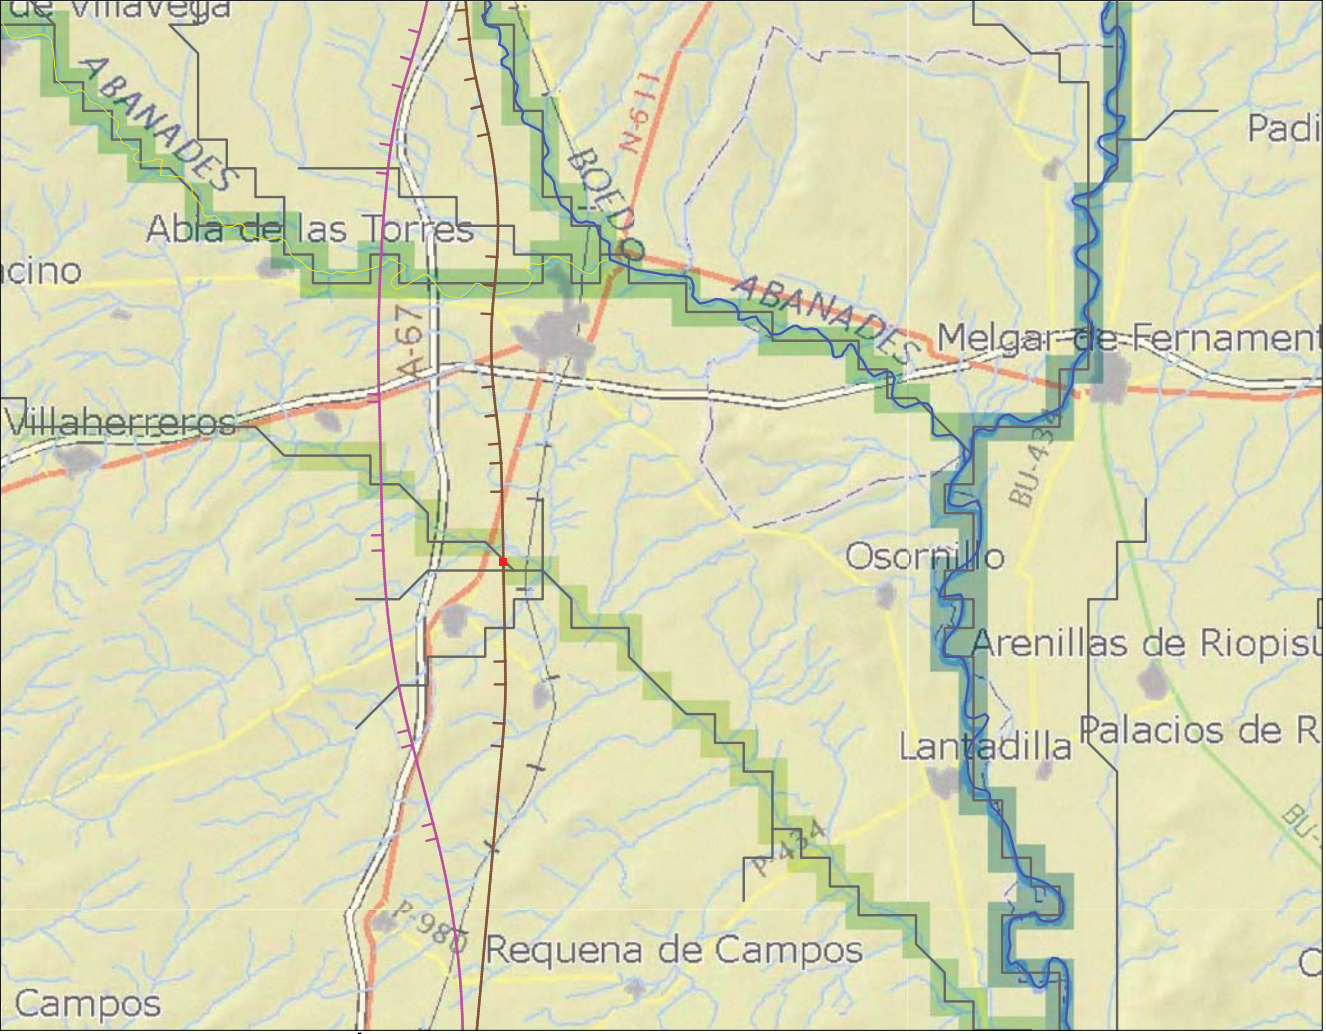 de Villavega
ABANADES
N-611
Padi
BOEDO
Abia de las Torres
acino
ABANADES
A-67
Melgar de Fernament
Villaherreros
BU-434
Osornillo
Arenillas de Riopisu
Palacios de R
Lantadilla
BU-
P-434
P-980
Requena de Campos
C
Campos